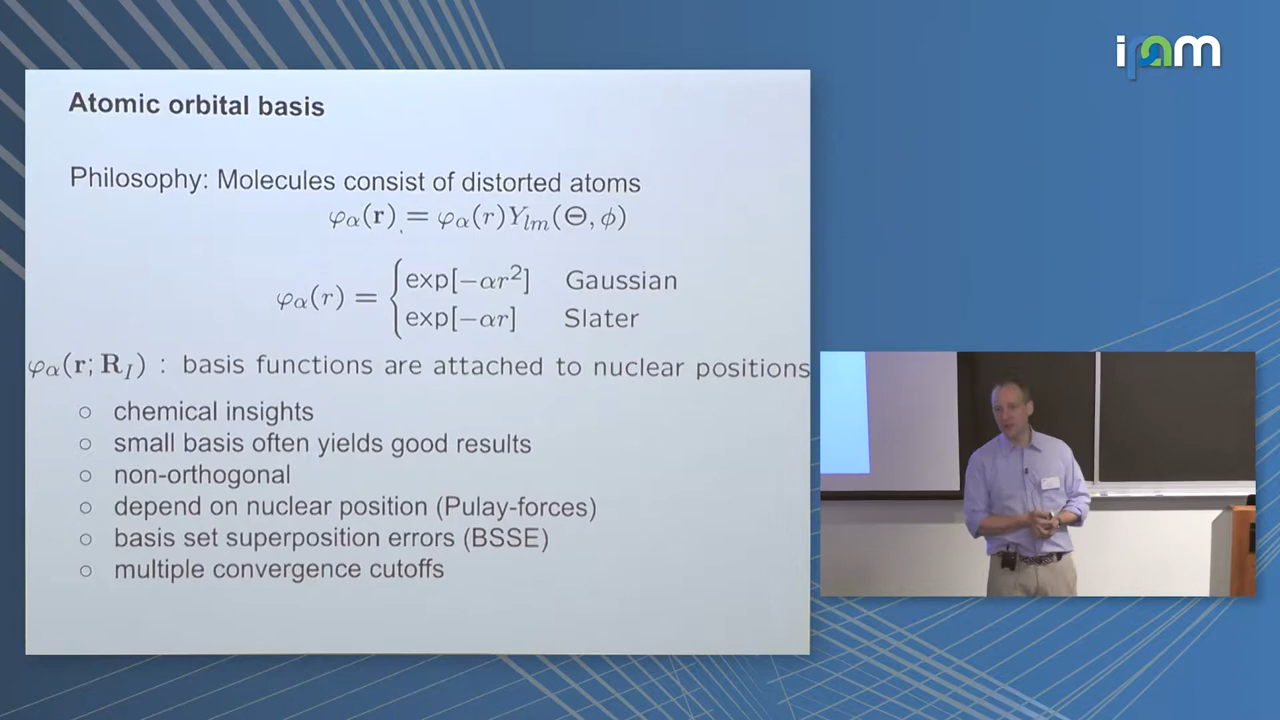 ipam
Atomic orbital basis
Philosophy: Molecules consist of distorted atoms
φα(r) = φα(r)Ylm(Θ, ϕ)
φα(r) = { exp[−αr²] Gaussian
exp[−αr] Slater
φα(r; R_I) : basis functions are attached to nuclear positions
○ chemical insights
○ small basis often yields good results
○ non-orthogonal
○ depend on nuclear position (Pulay-forces)
○ basis set superposition errors (BSSE)
○ multiple convergence cutoffs